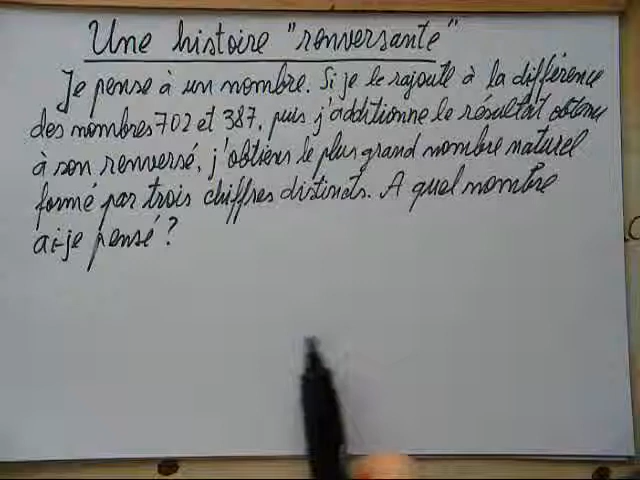 Une histoire "renversante"
Je pense à un nombre. Si je le rajoute à la différence
des nombres 702 et 387, puis j'additionne le résultat obtenu
à son renversé, j'obtiens le plus grand nombre naturel
formé par trois chiffres distincts. A quel nombre
ai-je pensé ?